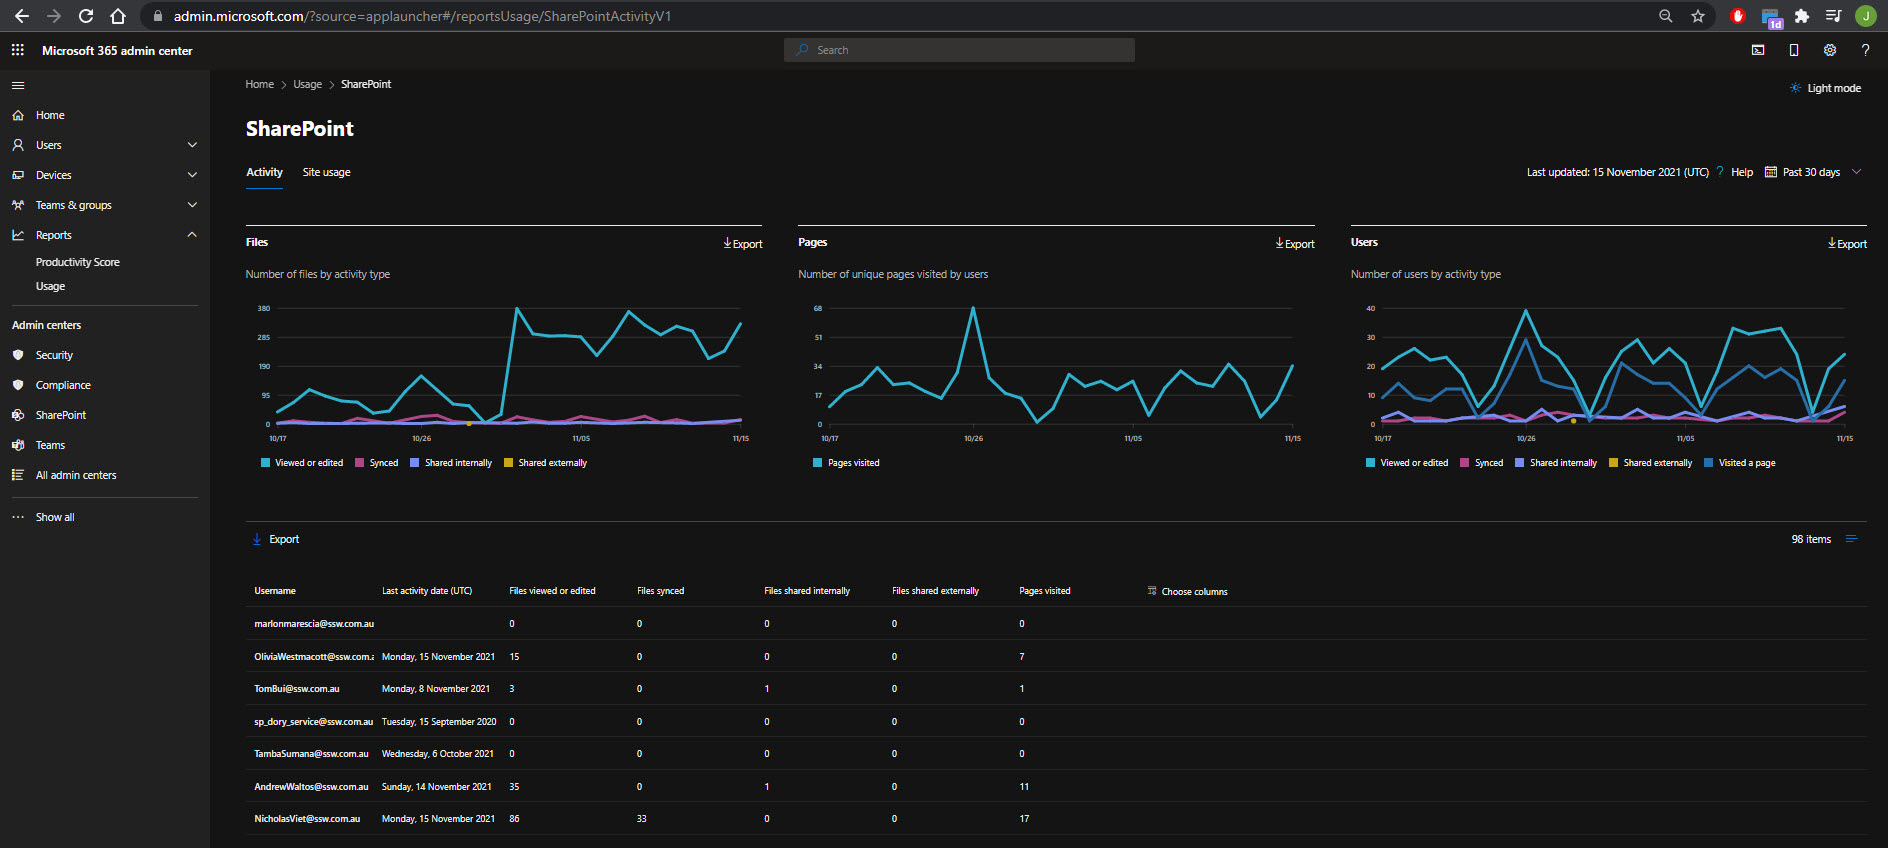 admin.microsoft.com/?source=applauncher#/reportsUsage/SharePointActivityV1
1d
J
Microsoft 365 admin center
Search
?
Home
Users
Devices
Teams & groups
Reports
Productivity Score
Usage
Admin centers
Security
Compliance
SharePoint
Teams
All admin centers
Show all
Home > Usage > SharePoint
Light mode
SharePoint
Activity Site usage
Last updated: 15 November 2021 (UTC) ? Help Past 30 days
Files Export
Number of files by activity type
380
285
190
95
0
10/17 10/26 11/05 11/15
Viewed or edited Synced Shared internally Shared externally
Pages Export
Number of unique pages visited by users
68
51
34
17
0
10/17 10/26 11/05 11/15
Pages visited
Users Export
Number of users by activity type
40
30
20
10
0
10/17 10/26 11/05 11/15
Viewed or edited Synced Shared internally Shared externally Visited a page
Export 98 items
Username Last activity date (UTC) Files viewed or edited Files synced Files shared internally Files shared externally Pages visited Choose columns
marlonmarescia@ssw.com.au 0 0 0 0 0
OliviaWestmacott@ssw.com.a Monday, 15 November 2021 15 0 0 0 7
TomBui@ssw.com.au Monday, 8 November 2021 3 0 1 0 1
sp_dory_service@ssw.com.au Tuesday, 15 September 2020 0 0 0 0 0
TambaSumana@ssw.com.au Wednesday, 6 October 2021 0 0 0 0 0
AndrewWaltos@ssw.com.au Sunday, 14 November 2021 35 0 1 0 11
NicholasViet@ssw.com.au Monday, 15 November 2021 86 33 0 0 17